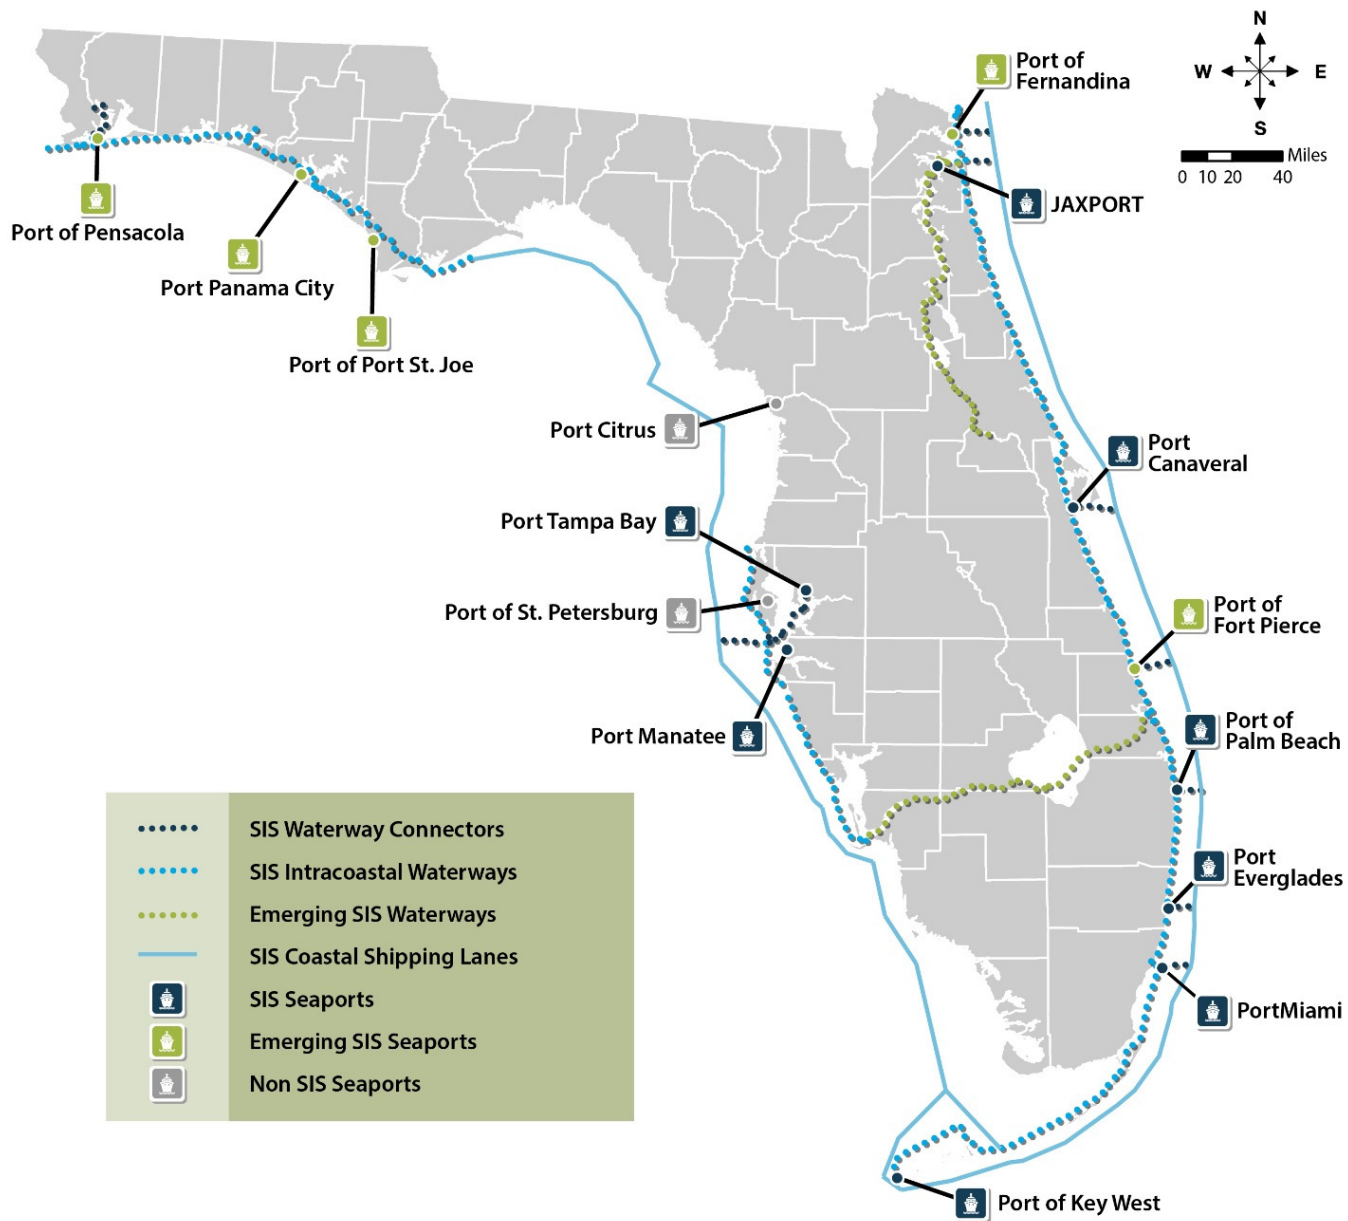 N
W
E
S
Miles
0 10 20 40
Port of
Fernandina
JAXPORT
Port of Pensacola
Port Panama City
Port of Port St. Joe
Port Citrus
Port
Canaveral
Port Tampa Bay
Port of St. Petersburg
Port of
Fort Pierce
Port Manatee
Port of
Palm Beach
Port
Everglades
PortMiami
Port of Key West
SIS Waterway Connectors
SIS Intracoastal Waterways
Emerging SIS Waterways
SIS Coastal Shipping Lanes
SIS Seaports
Emerging SIS Seaports
Non SIS Seaports